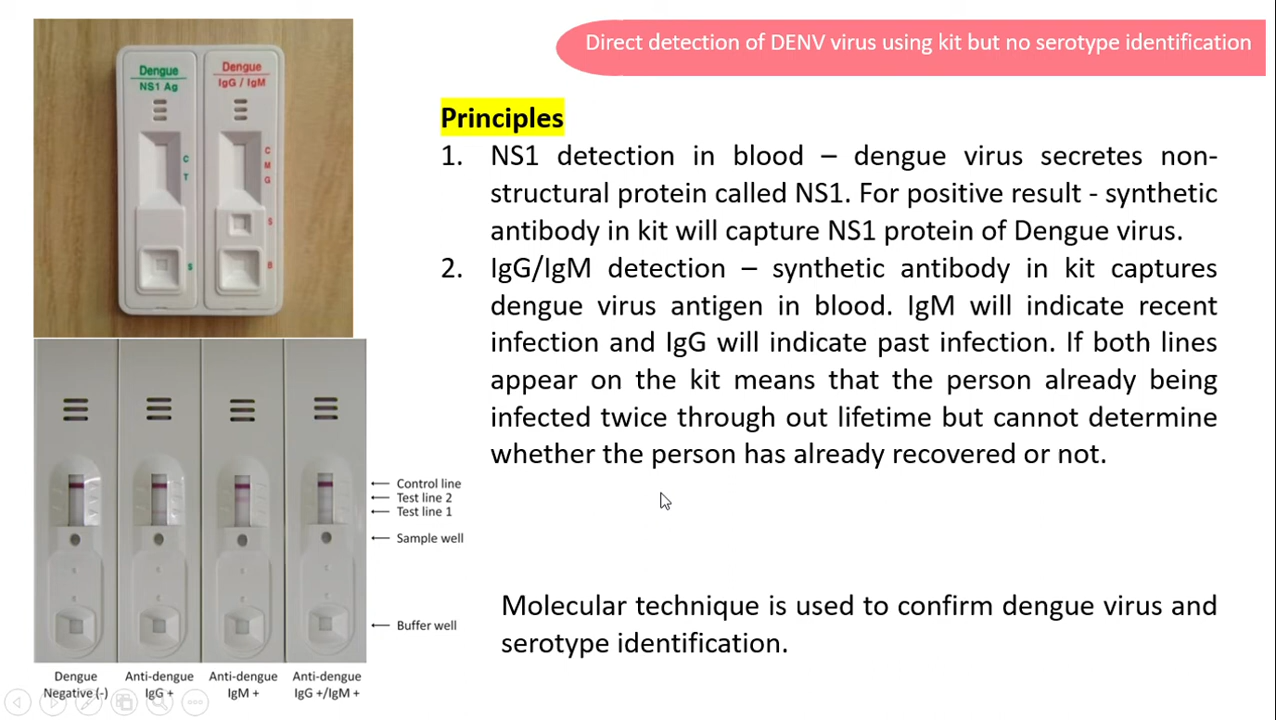 Direct detection of DENV virus using kit but no serotype identification
Dengue
NS1 Ag
C
T
S
Dengue
IgG / IgM
C
M
G
S
B
Principles
1. NS1 detection in blood – dengue virus secretes non-
structural protein called NS1. For positive result - synthetic
antibody in kit will capture NS1 protein of Dengue virus.
2. IgG/IgM detection – synthetic antibody in kit captures
dengue virus antigen in blood. IgM will indicate recent
infection and IgG will indicate past infection. If both lines
appear on the kit means that the person already being
infected twice through out lifetime but cannot determine
whether the person has already recovered or not.
Control line
Test line 2
Test line 1
Sample well
Buffer well
Dengue
Negative (-)
Anti-dengue
IgG +
Anti-dengue
IgM +
Anti-dengue
IgG +/IgM +
Molecular technique is used to confirm dengue virus and
serotype identification.